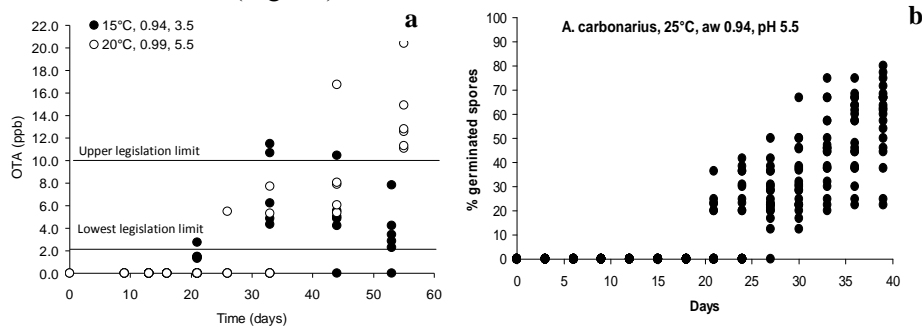 a
15°C, 0.94, 3.5
20°C, 0.99, 5.5
22.0
20.0
18.0
16.0
14.0
12.0
10.0
8.0
6.0
4.0
2.0
0.0
OTA (ppb)
Upper legislation limit
Lowest legislation limit
0 10 20 30 40 50 60
Time (days)
b
A. carbonarius, 25°C, aw 0.94, pH 5.5
100
90
80
70
60
50
40
30
20
10
0
% germinated spores
0 5 10 15 20 25 30 35 40
Days